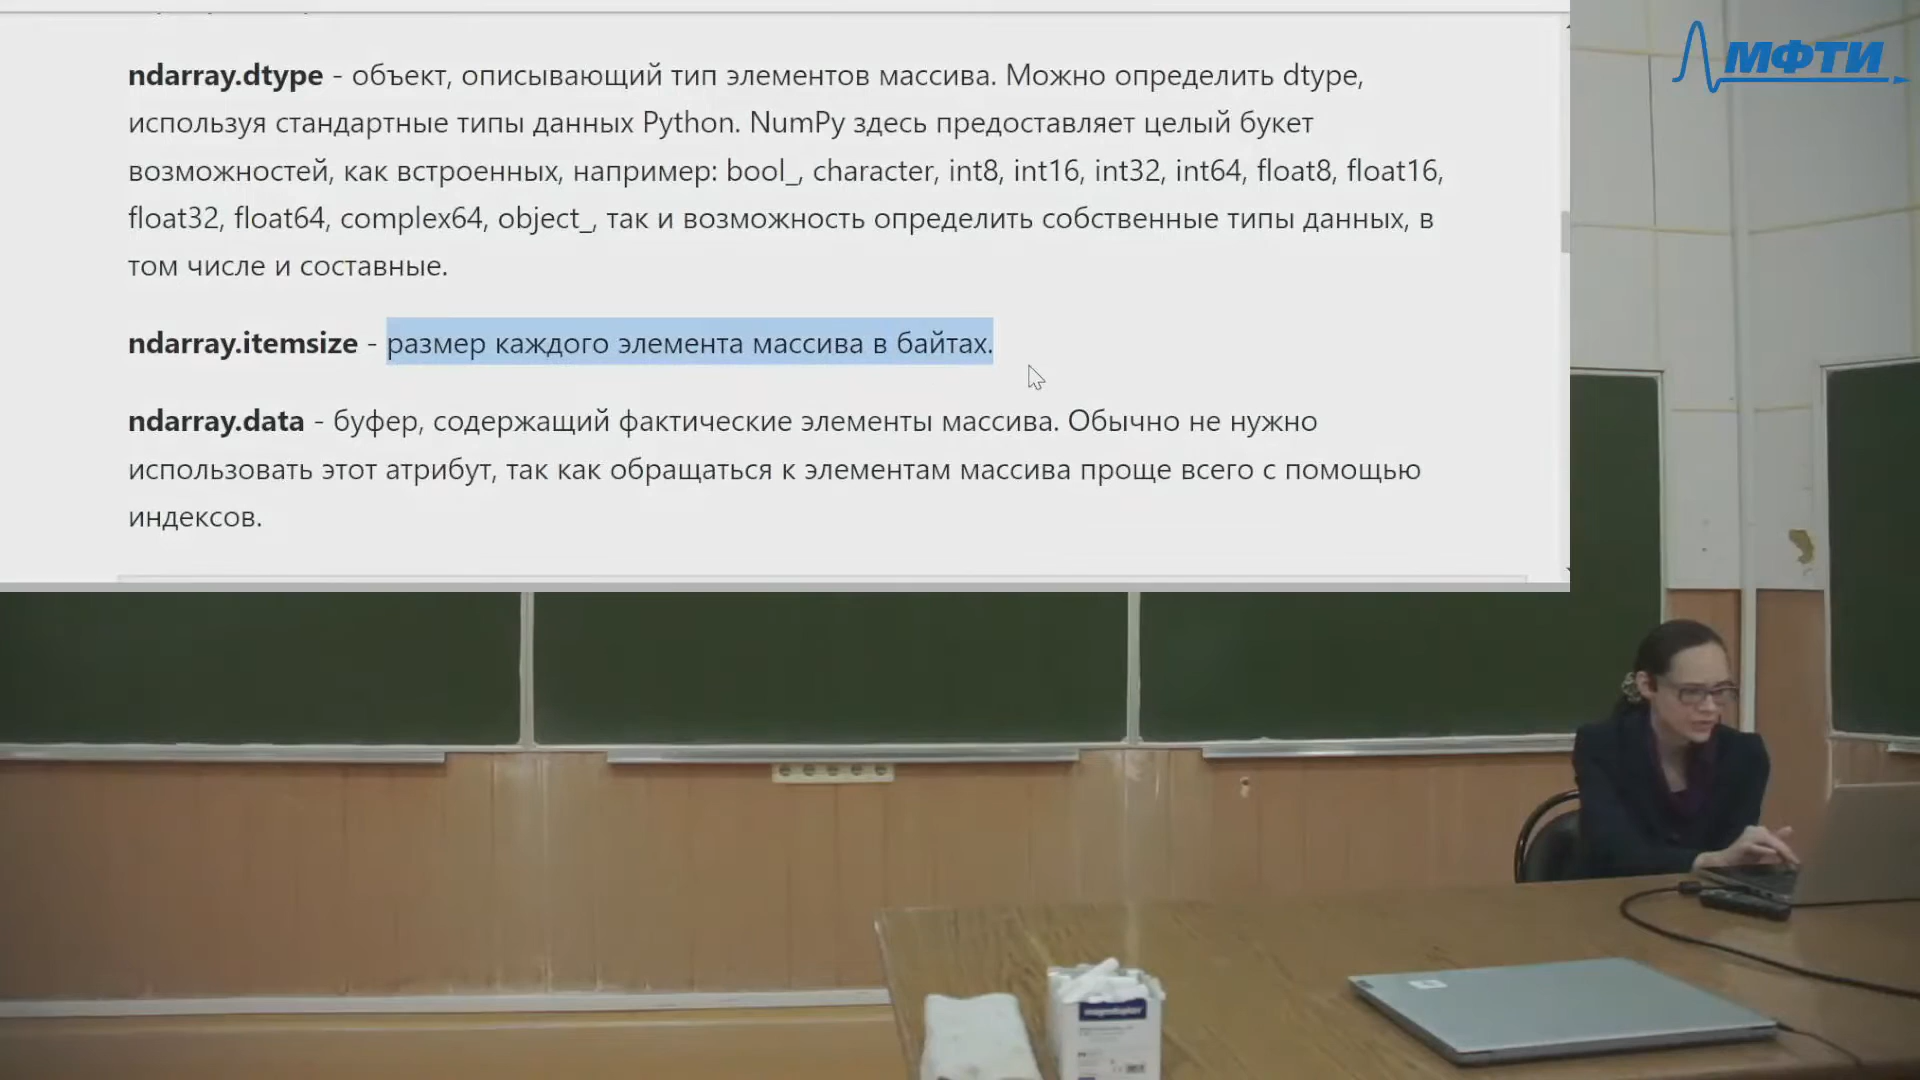 МФТИ
ndarray.dtype - объект, описывающий тип элементов массива. Можно определить dtype,
используя стандартные типы данных Python. NumPy здесь предоставляет целый букет
возможностей, как встроенных, например: bool_, character, int8, int16, int32, int64, float8, float16,
float32, float64, complex64, object_, так и возможность определить собственные типы данных, в
том числе и составные.
ndarray.itemsize - размер каждого элемента массива в байтах.
ndarray.data - буфер, содержащий фактические элементы массива. Обычно не нужно
использовать этот атрибут, так как обращаться к элементам массива проще всего с помощью
индексов.